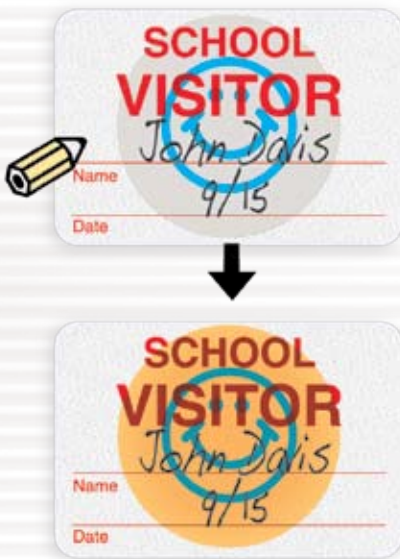 SCHOOL
VISITOR
John Davis
Name
9/15
Date
SCHOOL
VISITOR
John Davis
Name
9/15
Date